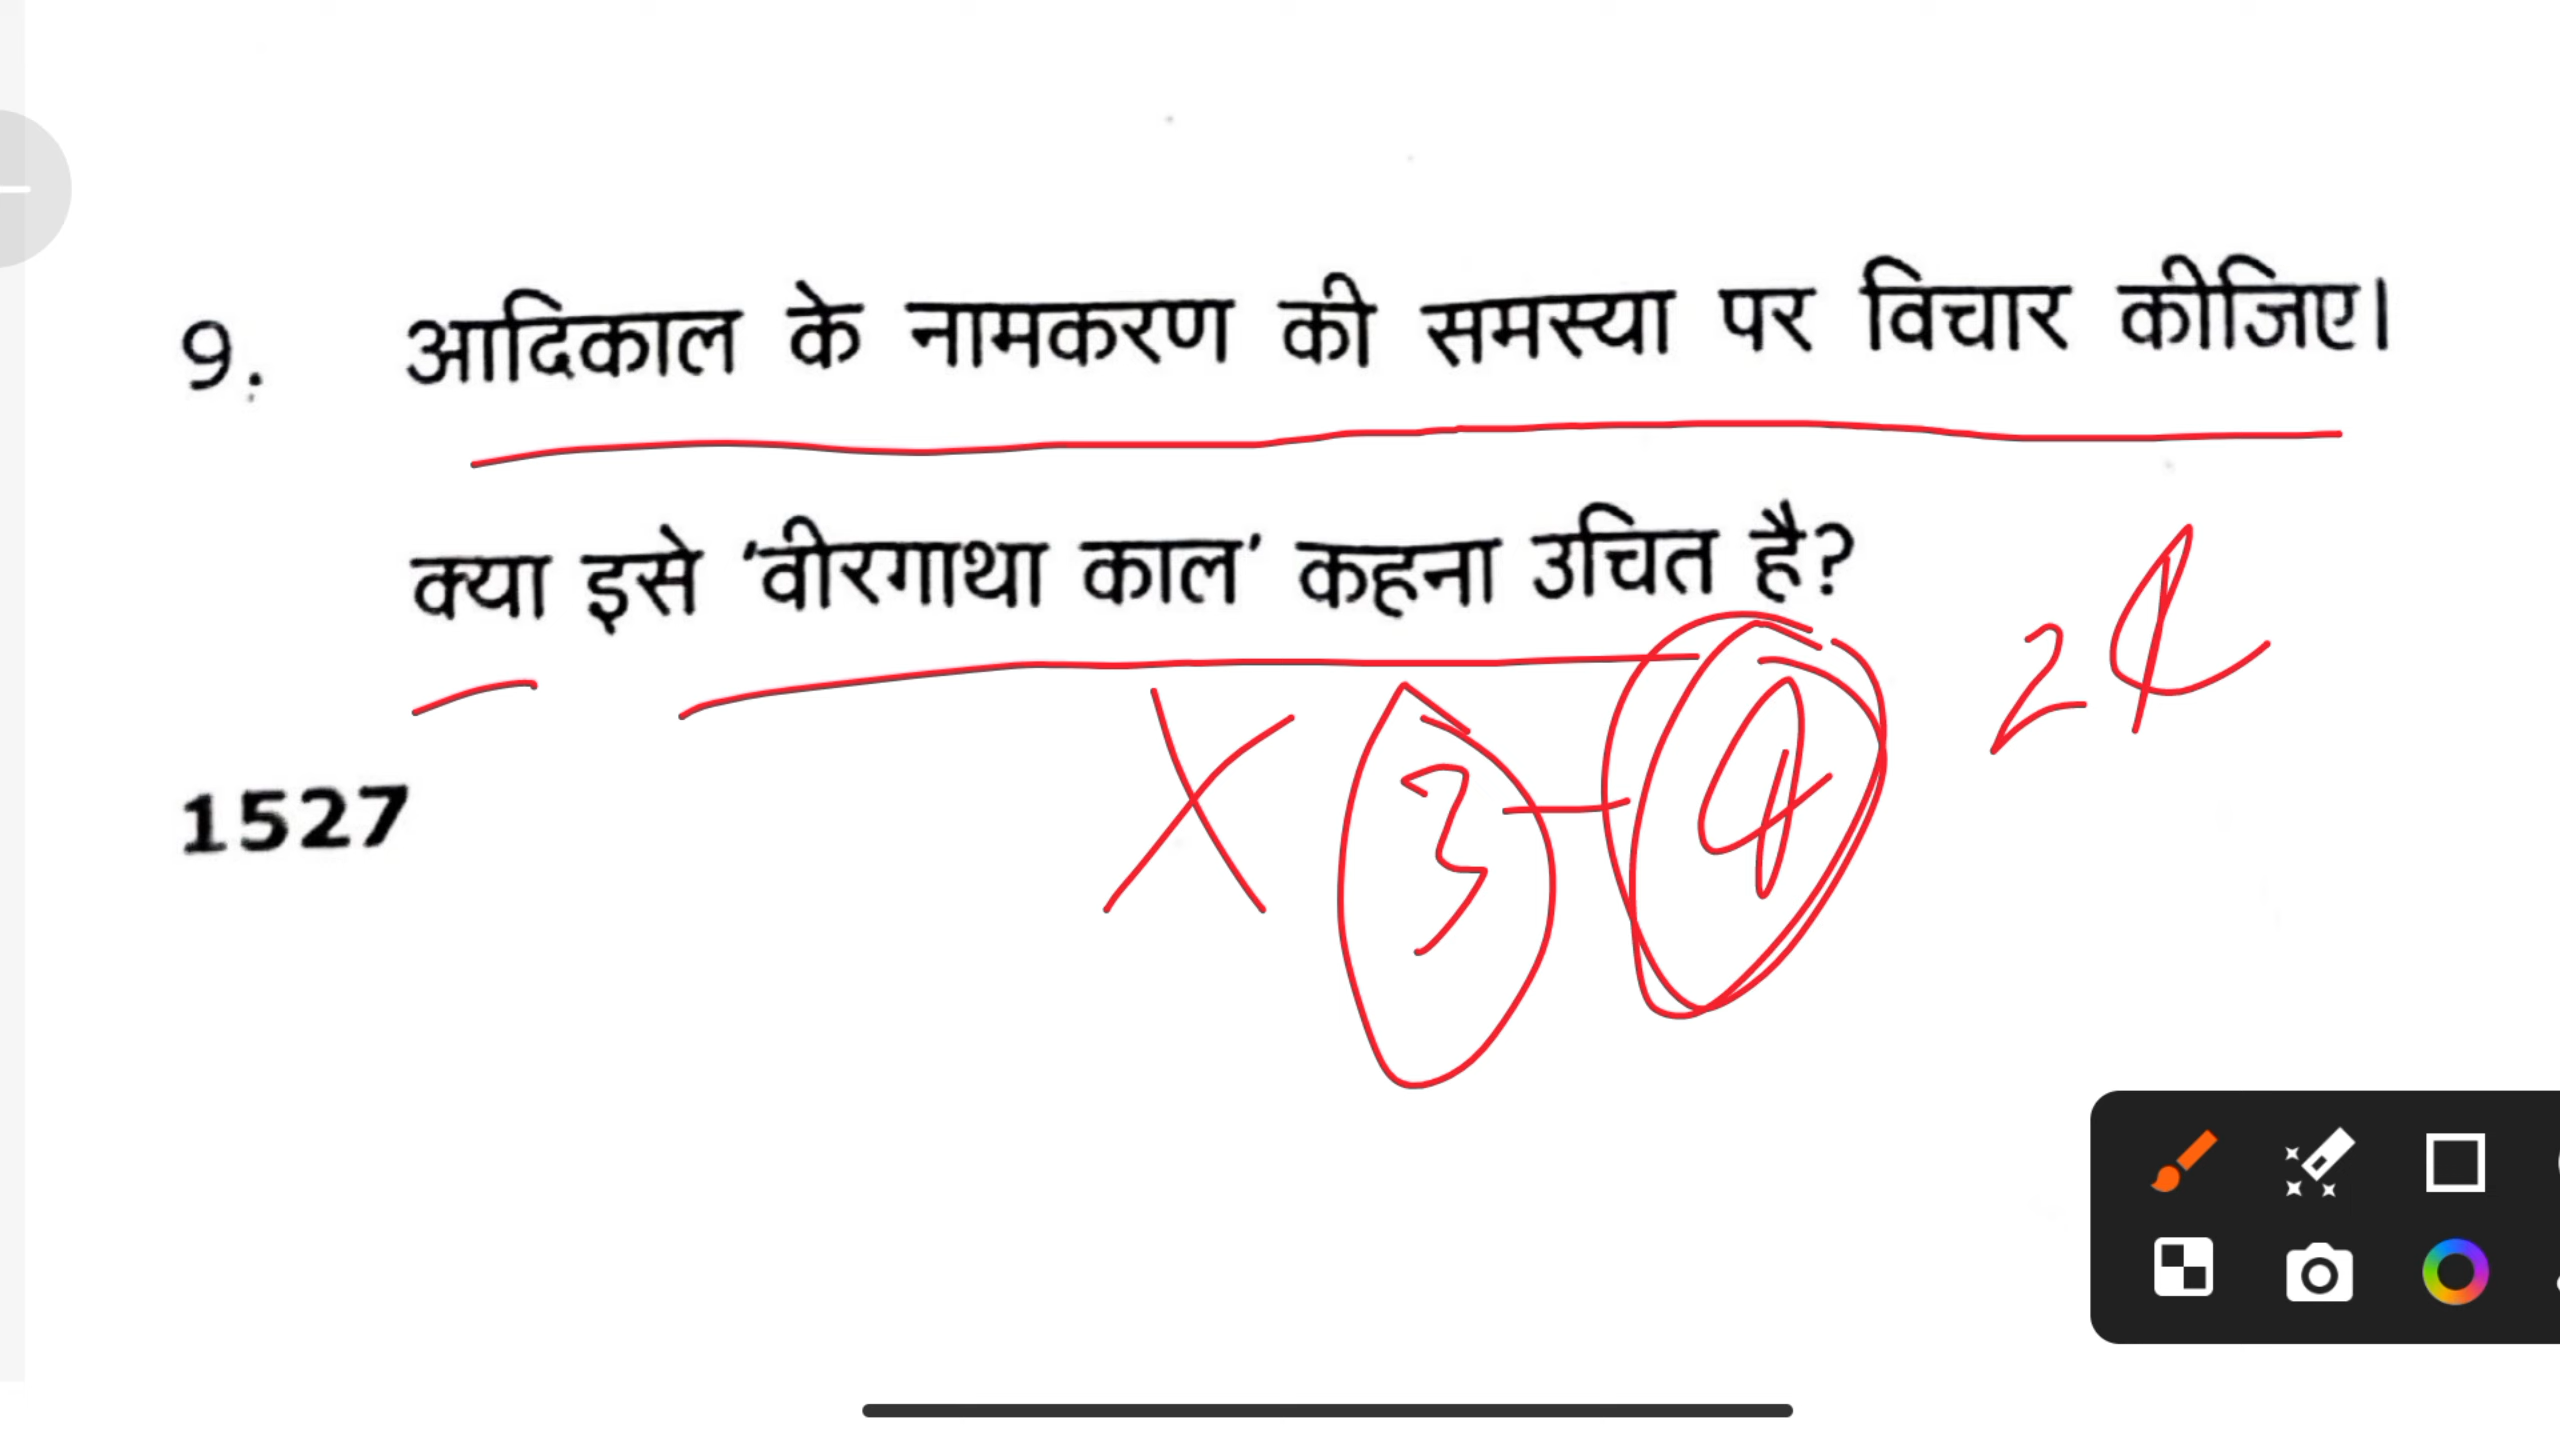 9. आदिकाल के नामकरण की समस्या पर विचार कीजिए।
क्या इसे 'वीरगाथा काल' कहना उचित है?
24
X 3-4
1527